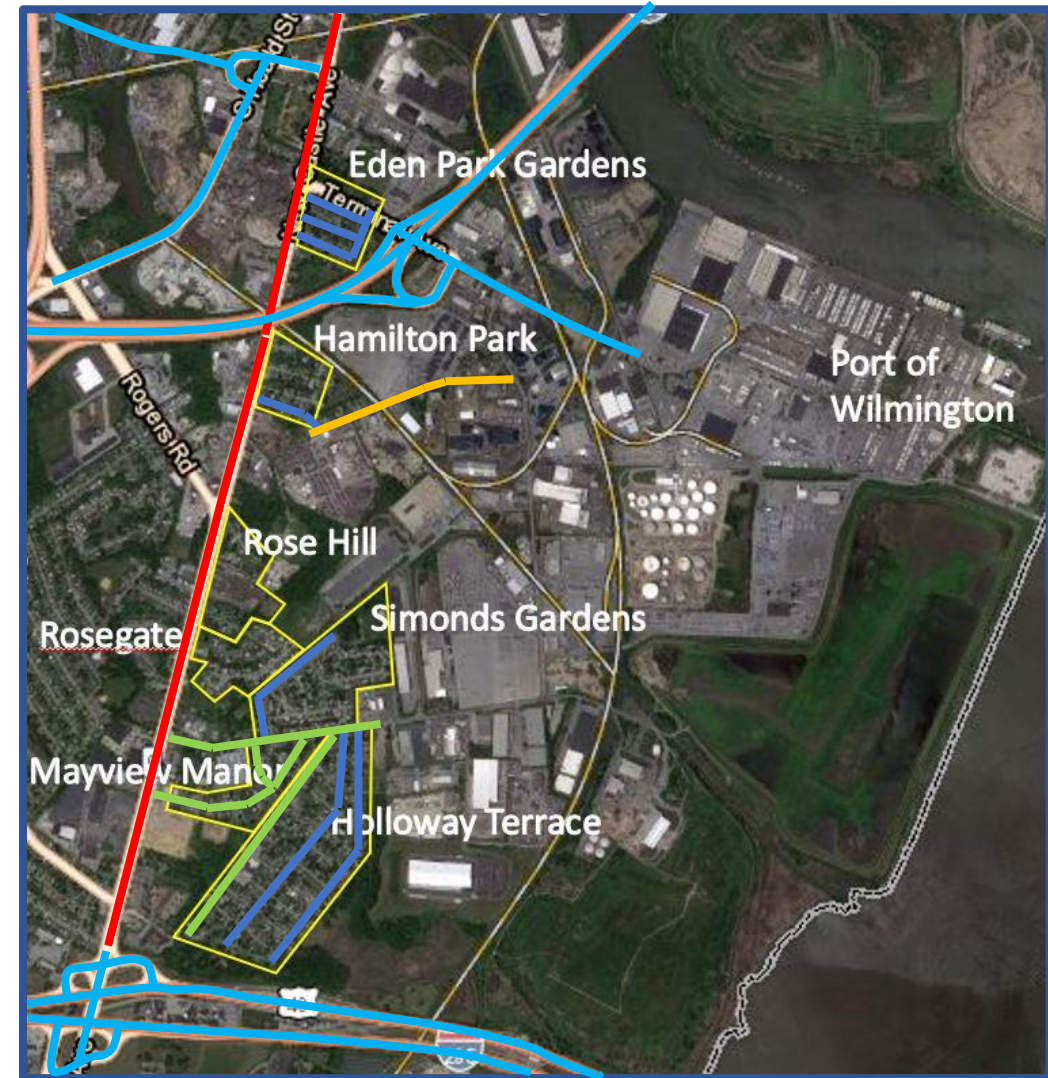 Eden Park Gardens
Hamilton Park
Port of
Wilmington
Rogers Rd
Rose Hill
Simonds Gardens
Rosegate
Mayview Manor
Holloway Terrace